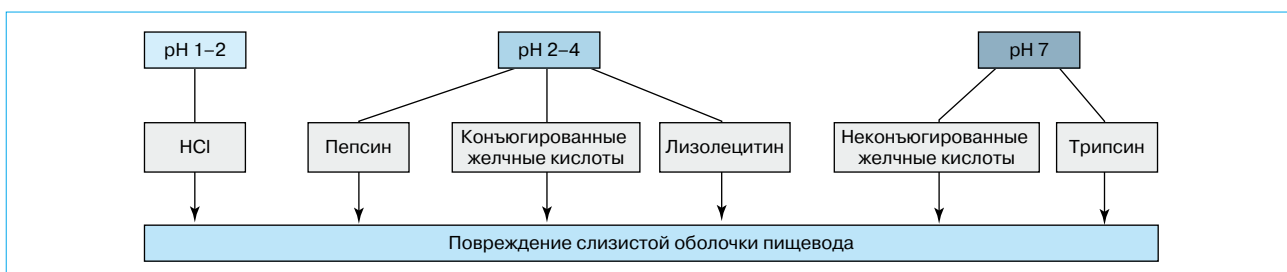 pH 1–2
pH 2–4
pH 7
HCl
Пепсин
Конъюгированные
желчные кислоты
Лизолецитин
Неконъюгированные
желчные кислоты
Трипсин
Повреждение слизистой оболочки пищевода